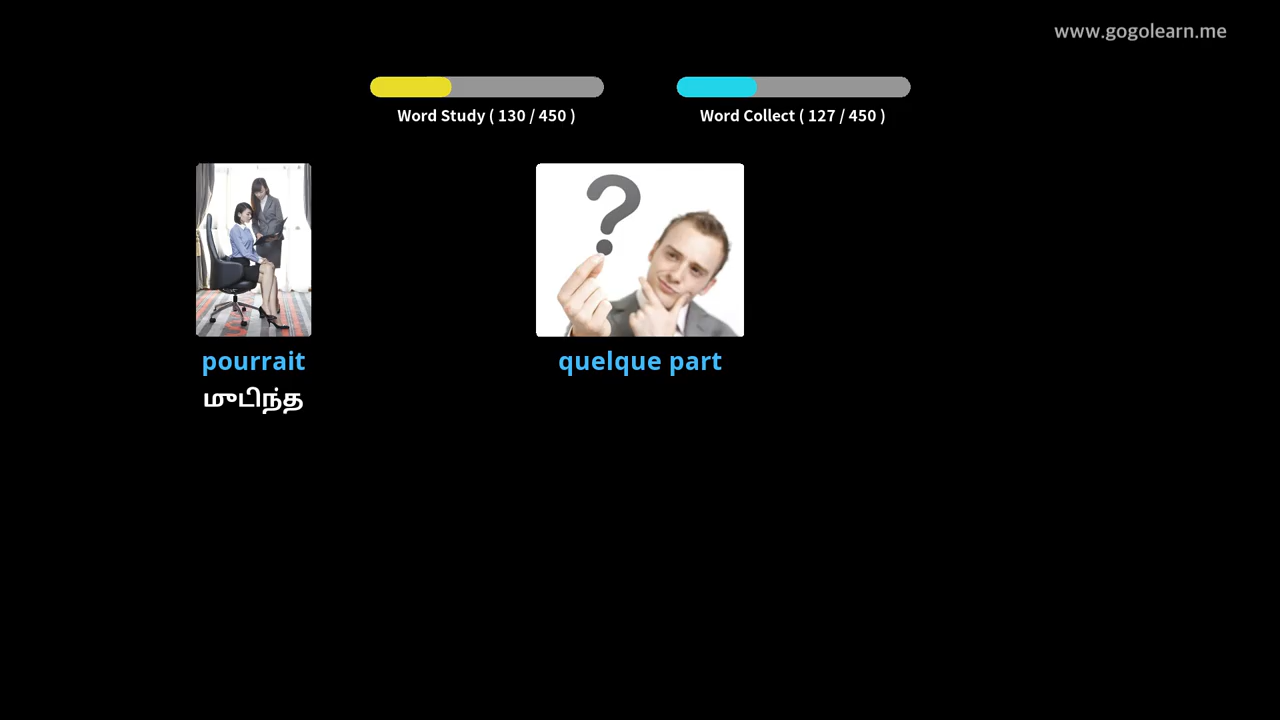 www.gogolearn.me
Word Study ( 130 / 450 )
Word Collect ( 127 / 450 )
pourrait
முடிந்த
quelque part